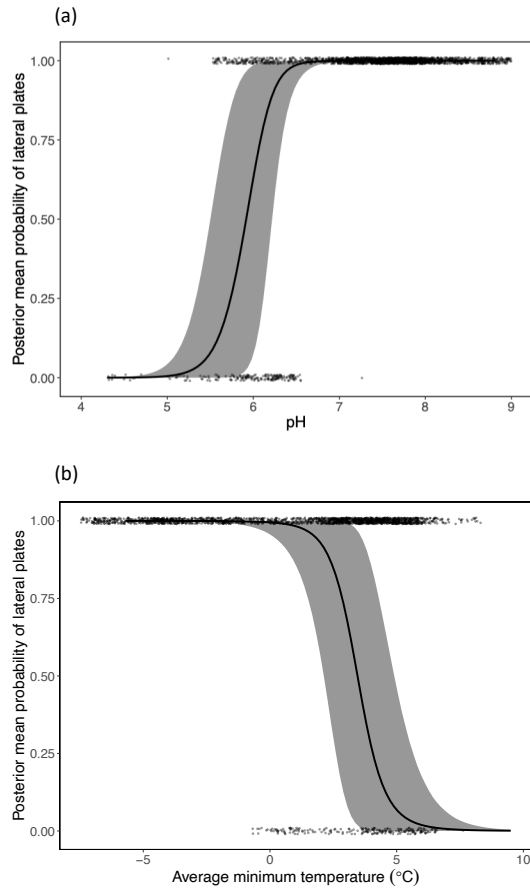 (a)
Posterior mean probability of lateral plates
1.00
0.75
0.50
0.25
0.00
4 5 6 7 8 9
pH
(b)
Posterior mean probability of lateral plates
1.00
0.75
0.50
0.25
0.00
−5 0 5 10
Average minimum temperature (°C)